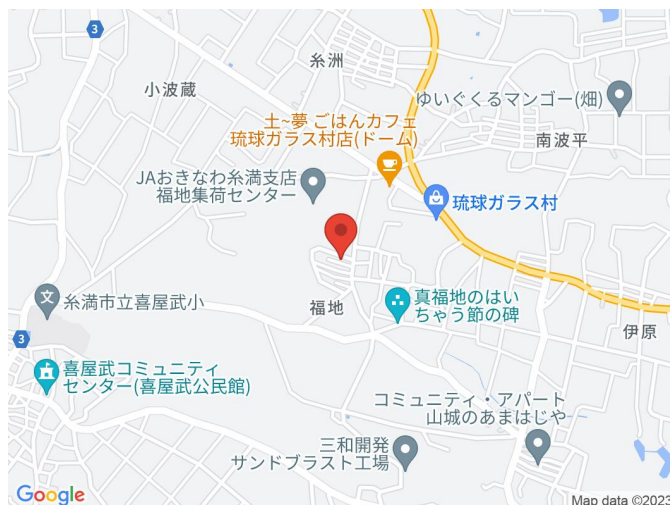 3
糸洲
小波蔵
ゆいぐくるマンゴー(畑)
土~夢 ごはんカフェ
琉球ガラス村店(ドーム)
南波平
JAおきなわ糸満支店
福地集荷センター
琉球ガラス村
糸満市立喜屋武小
福地
真福地のはい
ちゃう節の碑
伊原
3
喜屋武コミュニティ
センター(喜屋武公民館)
コミュニティ・アパート
山城のあまはじや
三和開発
サンドブラスト工場
Google
Map data ©2023